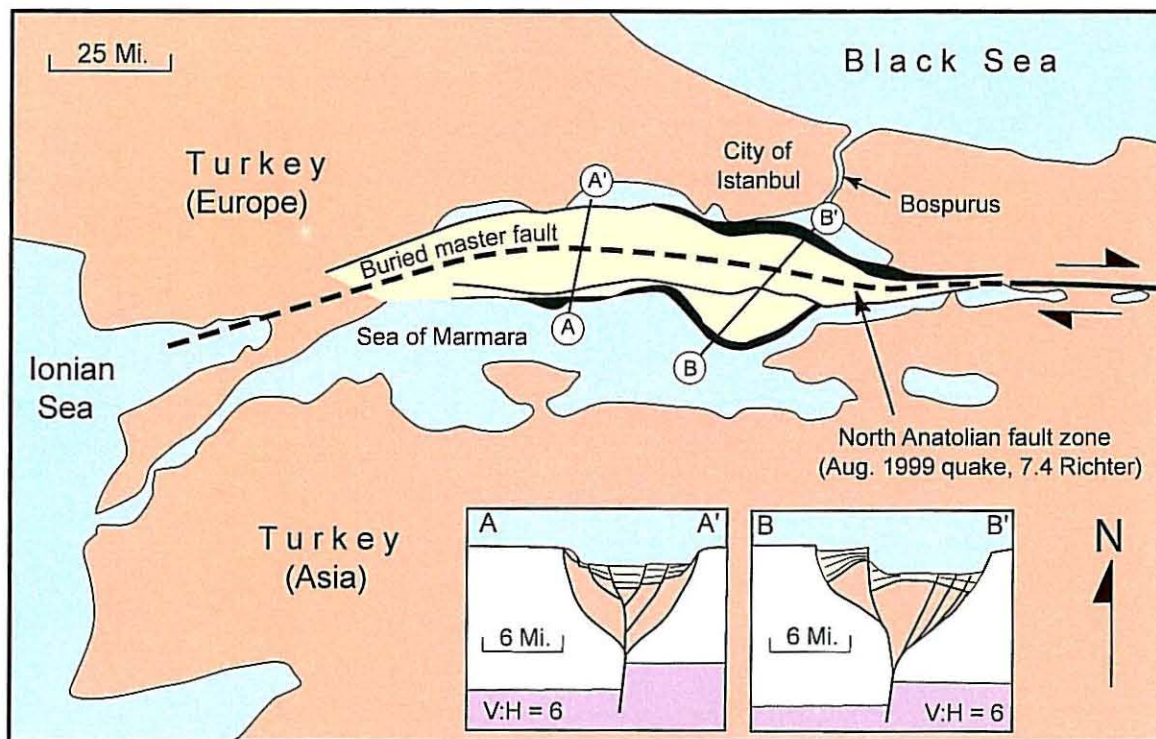 25 Mi.
Black Sea
Turkey
(Europe)
City of
Istanbul
Bospurus
A'
B'
Buried master fault
A
B
Sea of Marmara
Ionian
Sea
North Anatolian fault zone
(Aug. 1999 quake, 7.4 Richter)
Turkey
(Asia)
A
A'
6 Mi.
V:H = 6
B
B'
6 Mi.
V:H = 6
N